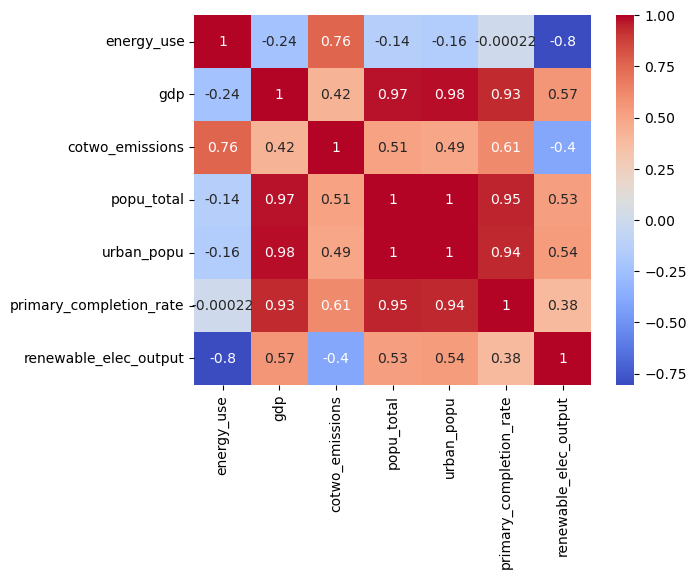 energy_use 1 -0.24 0.76 -0.14 -0.16 -0.00022 -0.8
gdp -0.24 1 0.42 0.97 0.98 0.93 0.57
cotwo_emissions 0.76 0.42 1 0.51 0.49 0.61 -0.4
popu_total -0.14 0.97 0.51 1 1 0.95 0.53
urban_popu -0.16 0.98 0.49 1 1 0.94 0.54
primary_completion_rate -0.00022 0.93 0.61 0.95 0.94 1 0.38
renewable_elec_output -0.8 0.57 -0.4 0.53 0.54 0.38 1
energy_use
gdp
cotwo_emissions
popu_total
urban_popu
primary_completion_rate
renewable_elec_output
1.00
0.75
0.50
0.25
0.00
−0.25
−0.50
−0.75